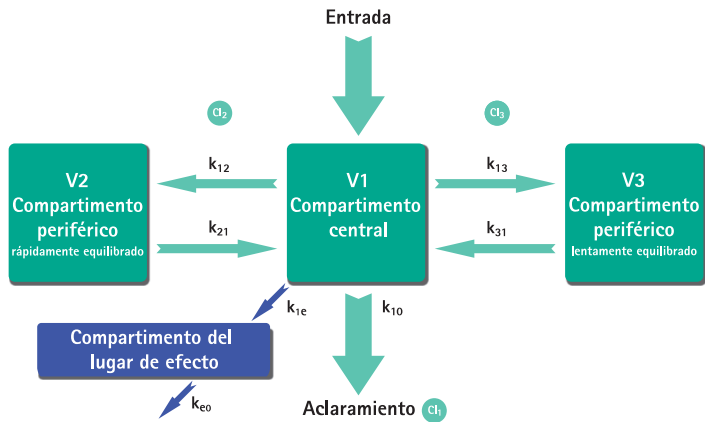 Entrada
Cl₂
Cl₃
V2
Compartimento
periférico
rápidamente equilibrado
k₁₂
k₂₁
V1
Compartimento
central
k₁₃
k₃₁
V3
Compartimento
periférico
lentamente equilibrado
k₁ₑ
k₁₀
Compartimento del
lugar de efecto
kₑ₀
Aclaramiento Cl₁